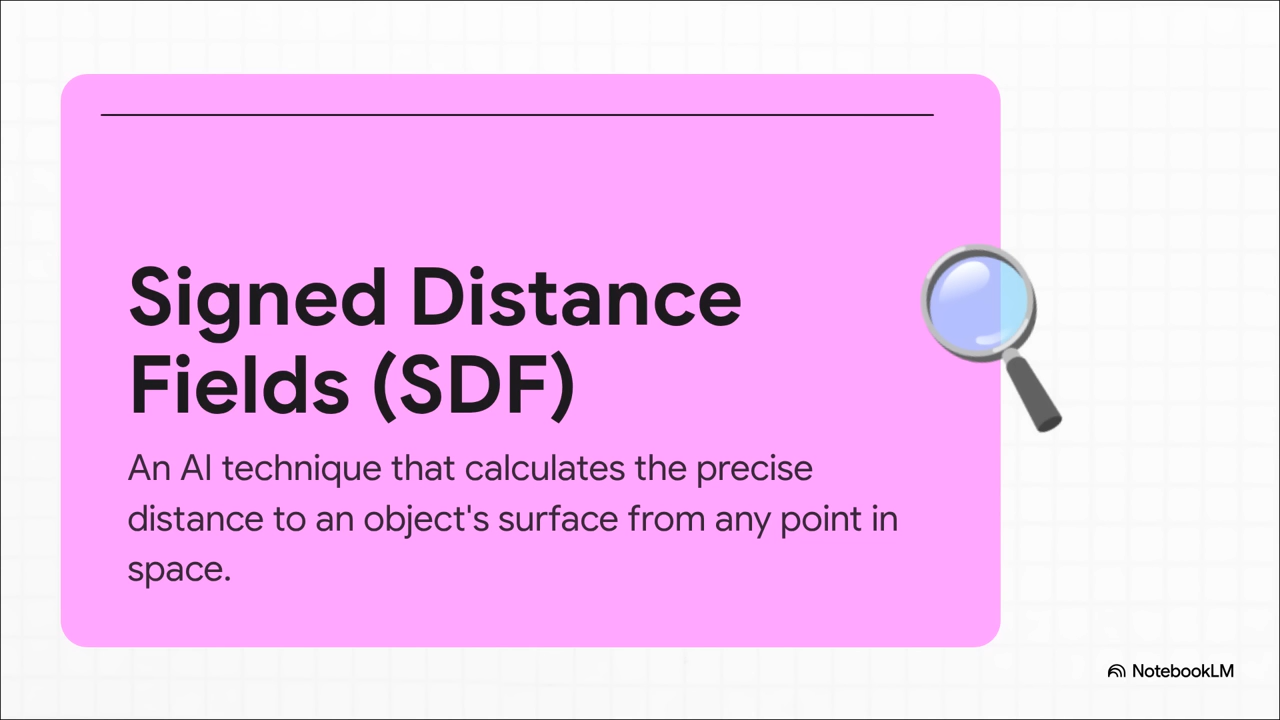 Signed Distance
Fields (SDF)
An AI technique that calculates the precise
distance to an object's surface from any point in
space.
NotebookLM